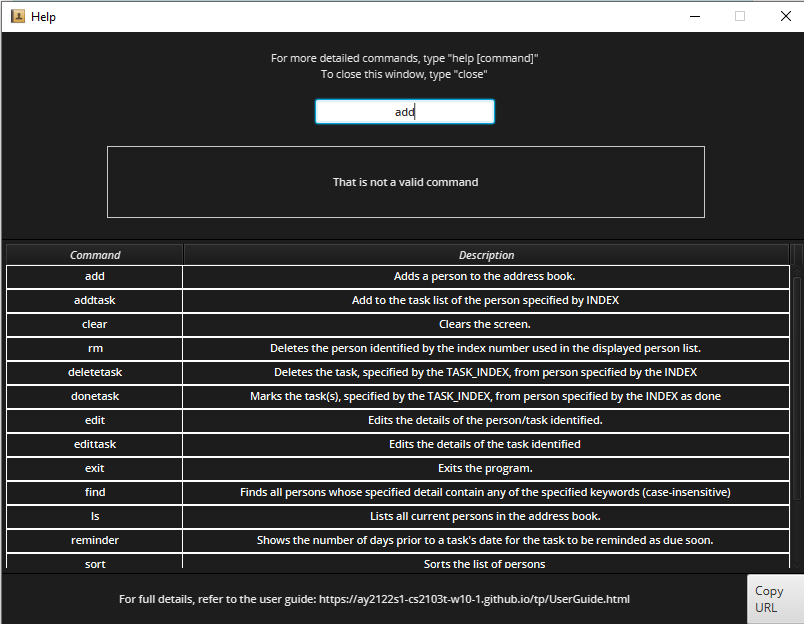 Help
For more detailed commands, type "help [command]"
To close this window, type "close"
add
That is not a valid command
Command Description
add Adds a person to the address book.
addtask Add to the task list of the person specified by INDEX
clear Clears the screen.
rm Deletes the person identified by the index number used in the displayed person list.
deletetask Deletes the task, specified by the TASK_INDEX, from person specified by the INDEX
donetask Marks the task(s), specified by the TASK_INDEX, from person specified by the INDEX as done
edit Edits the details of the person/task identified.
edittask Edits the details of the task identified
exit Exits the program.
find Finds all persons whose specified detail contain any of the specified keywords (case-insensitive)
ls Lists all current persons in the address book.
reminder Shows the number of days prior to a task's date for the task to be reminded as due soon.
sort Sorts the list of persons
For full details, refer to the user guide: https://ay2122s1-cs2103t-w10-1.github.io/tp/UserGuide.html
Copy
URL